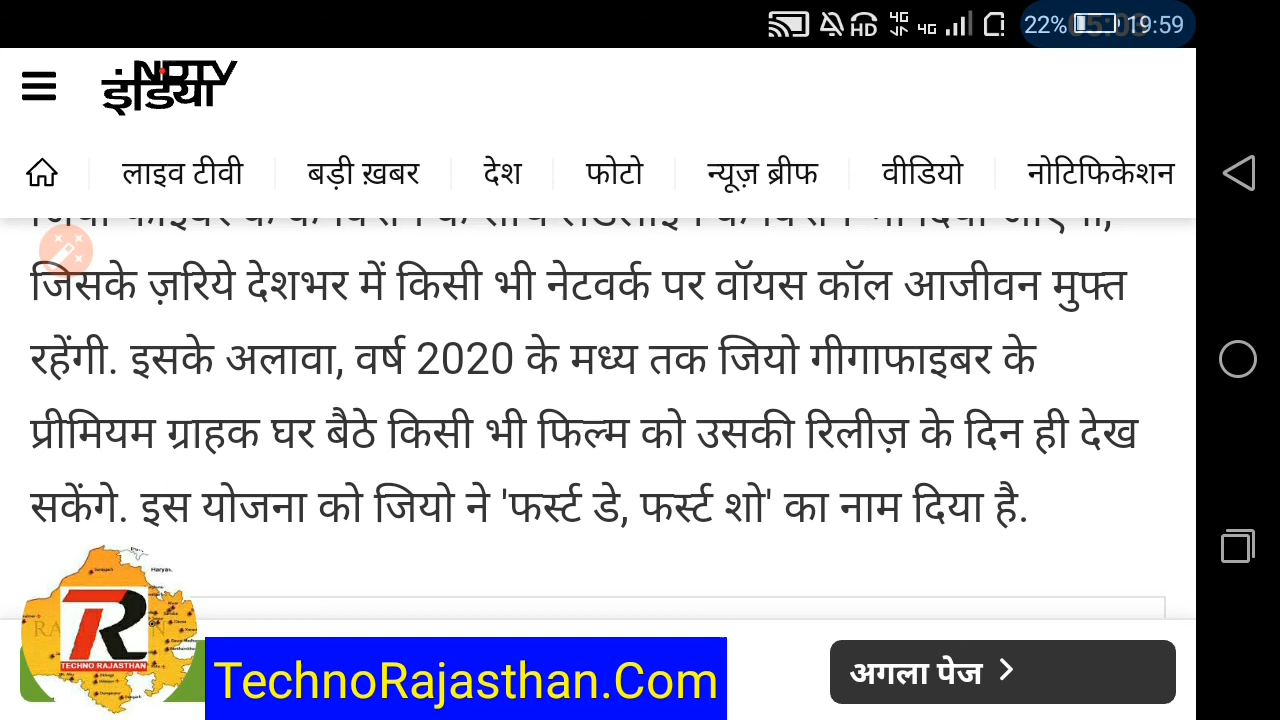 22% 19:59
NDTV
इंडिया
लाइव टीवी बड़ी ख़बर देश फोटो न्यूज़ ब्रीफ वीडियो नोटिफिकेशन
जिसके ज़रिये देशभर में किसी भी नेटवर्क पर वॉयस कॉल आजीवन मुफ्त
रहेंगी. इसके अलावा, वर्ष 2020 के मध्य तक जियो गीगाफाइबर के
प्रीमियम ग्राहक घर बैठे किसी भी फिल्म को उसकी रिलीज़ के दिन ही देख
सकेंगे. इस योजना को जियो ने 'फर्स्ट डे, फर्स्ट शो' का नाम दिया है.
TR
TECHNO RAJASTHAN
TechnoRajasthan.Com
अगला पेज